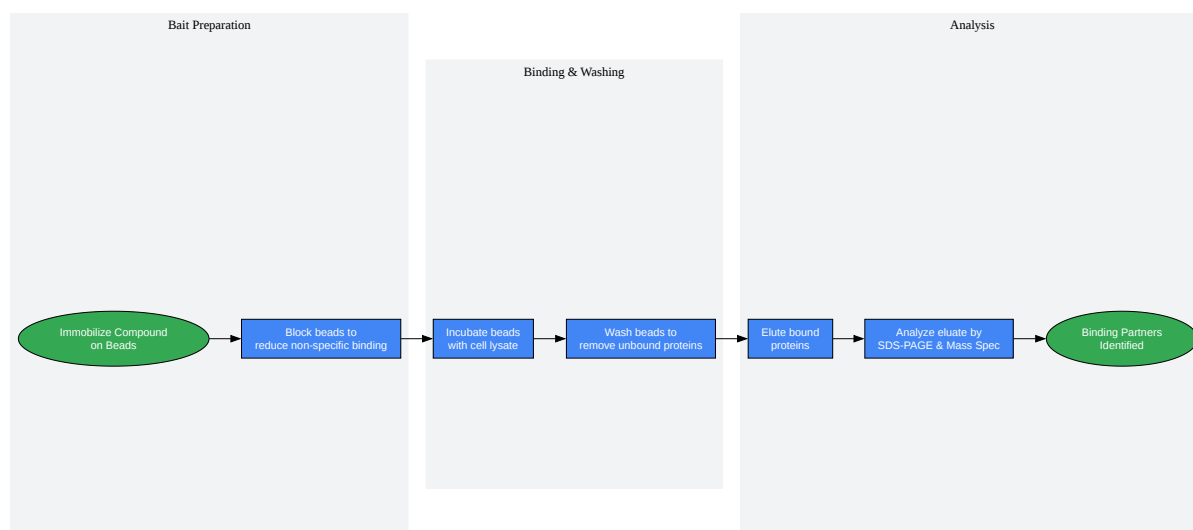 Bait Preparation
Immobilize Compound
on Beads
Block beads to
reduce non-specific binding
Binding & Washing
Incubate beads
with cell lysate
Wash beads to
remove unbound proteins
Analysis
Elute bound
proteins
Analyze eluate by
SDS-PAGE & Mass Spec
Binding Partners
Identified